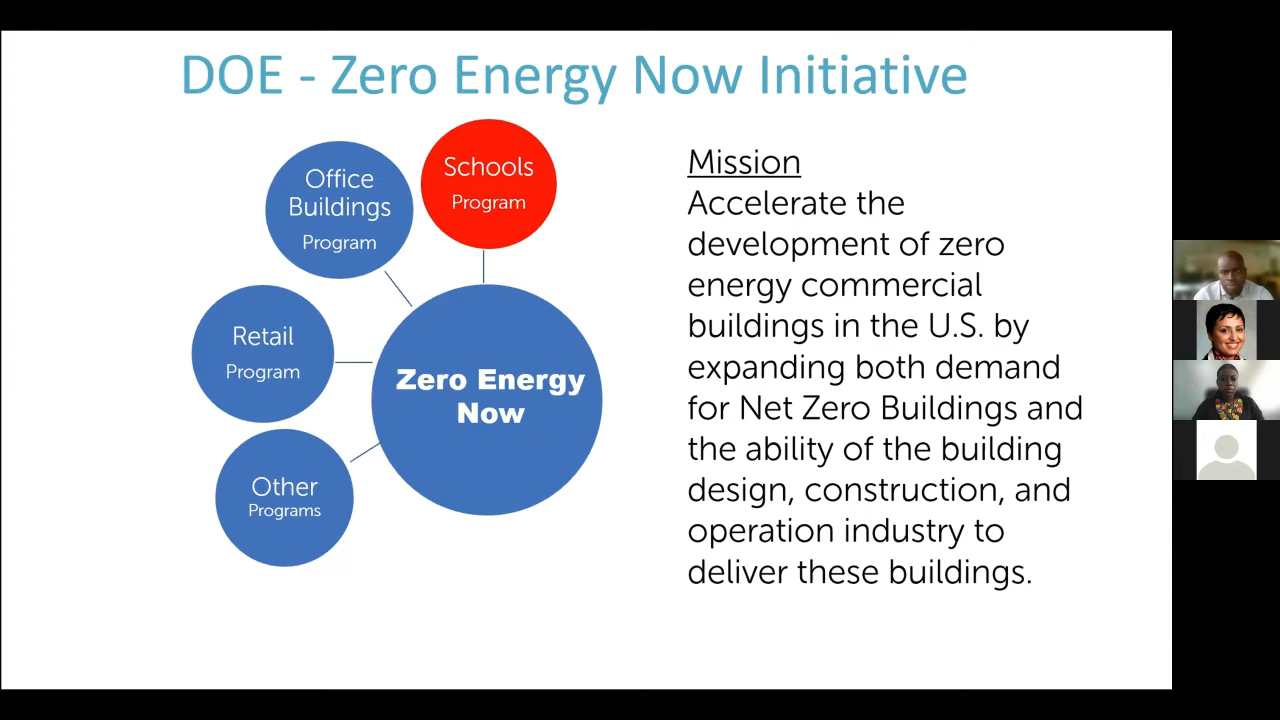 DOE - Zero Energy Now Initiative
Schools
Program
Office
Buildings
Program
Retail
Program
Zero Energy
Now
Other
Programs
Mission
Accelerate the
development of zero
energy commercial
buildings in the U.S. by
expanding both demand
for Net Zero Buildings and
the ability of the building
design, construction, and
operation industry to
deliver these buildings.